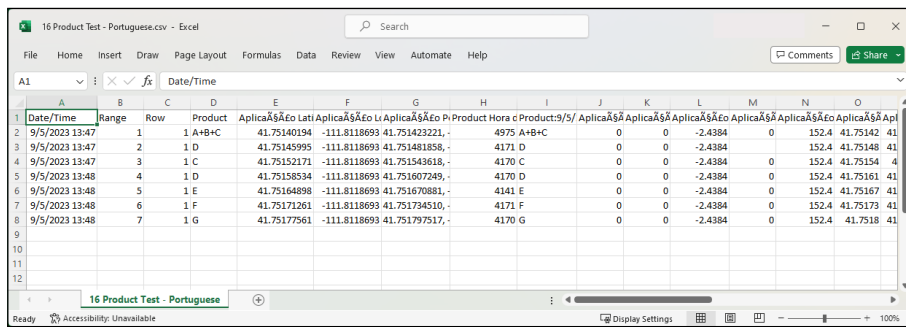 16 Product Test - Portuguese.csv - Excel
Search
File Home Insert Draw Page Layout Formulas Data Review View Automate Help Comments Share
A1 fx Date/Time
A B C D E F G H I J K L M N O
1 Date/Time Range Row Product AplicaÃ§Ã£o Lati AplicaÃ§Ã£o Lo AplicaÃ§Ã£o Po Product Hora d Product:9/5/ AplicaÃ§Ã AplicaÃ§Ã AplicaÃ§Ã£o AplicaÃ§Ã AplicaÃ§Ã£o AplicaÃ§Ã Apl
2 9/5/2023 13:47 1 1 A+B+C 41.75140194 -111.8118693 41.751423221, - 4975 A+B+C 0 0 -2.4384 152.4 41.75142 41
3 9/5/2023 13:47 2 1 D 41.75145995 -111.8118693 41.751481858, - 4171 D 0 0 -2.4384 152.4 41.75148 41
4 9/5/2023 13:47 3 1 C 41.75152171 -111.8118693 41.751543618, - 4170 C 0 0 -2.4384 0 152.4 41.75154 4
5 9/5/2023 13:48 4 1 D 41.75158534 -111.8118693 41.751607249, - 4170 D 0 0 -2.4384 0 152.4 41.75161 41
6 9/5/2023 13:48 5 1 E 41.75164898 -111.8118693 41.751670881, - 4141 E 0 0 -2.4384 0 152.4 41.75167 41
7 9/5/2023 13:48 6 1 F 41.75171261 -111.8118693 41.751734510, - 4171 F 0 0 -2.4384 0 152.4 41.75173 41
8 9/5/2023 13:48 7 1 G 41.75177561 -111.8118693 41.751797517, - 4170 G 0 0 -2.4384 0 152.4 41.7518 41
9
10
11
12
16 Product Test - Portuguese
Ready Accessibility: Unavailable Display Settings 100%